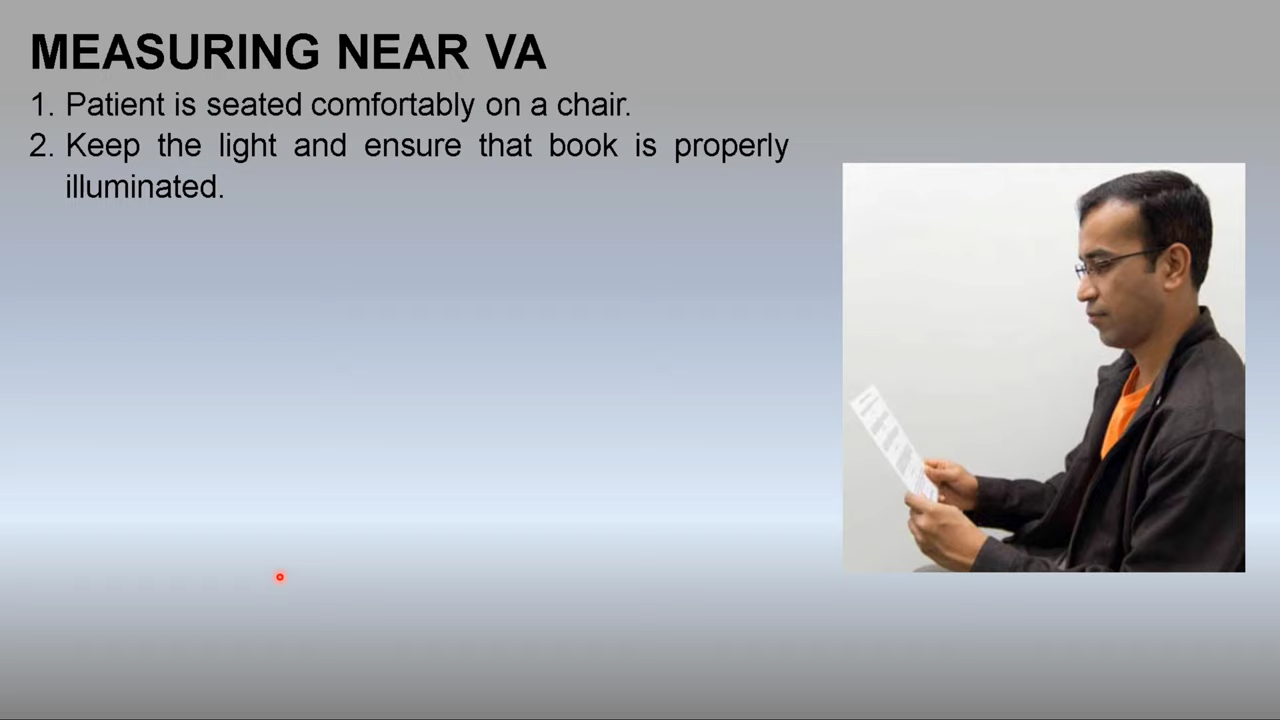 MEASURING NEAR VA
1. Patient is seated comfortably on a chair.
2. Keep the light and ensure that book is properly
illuminated.